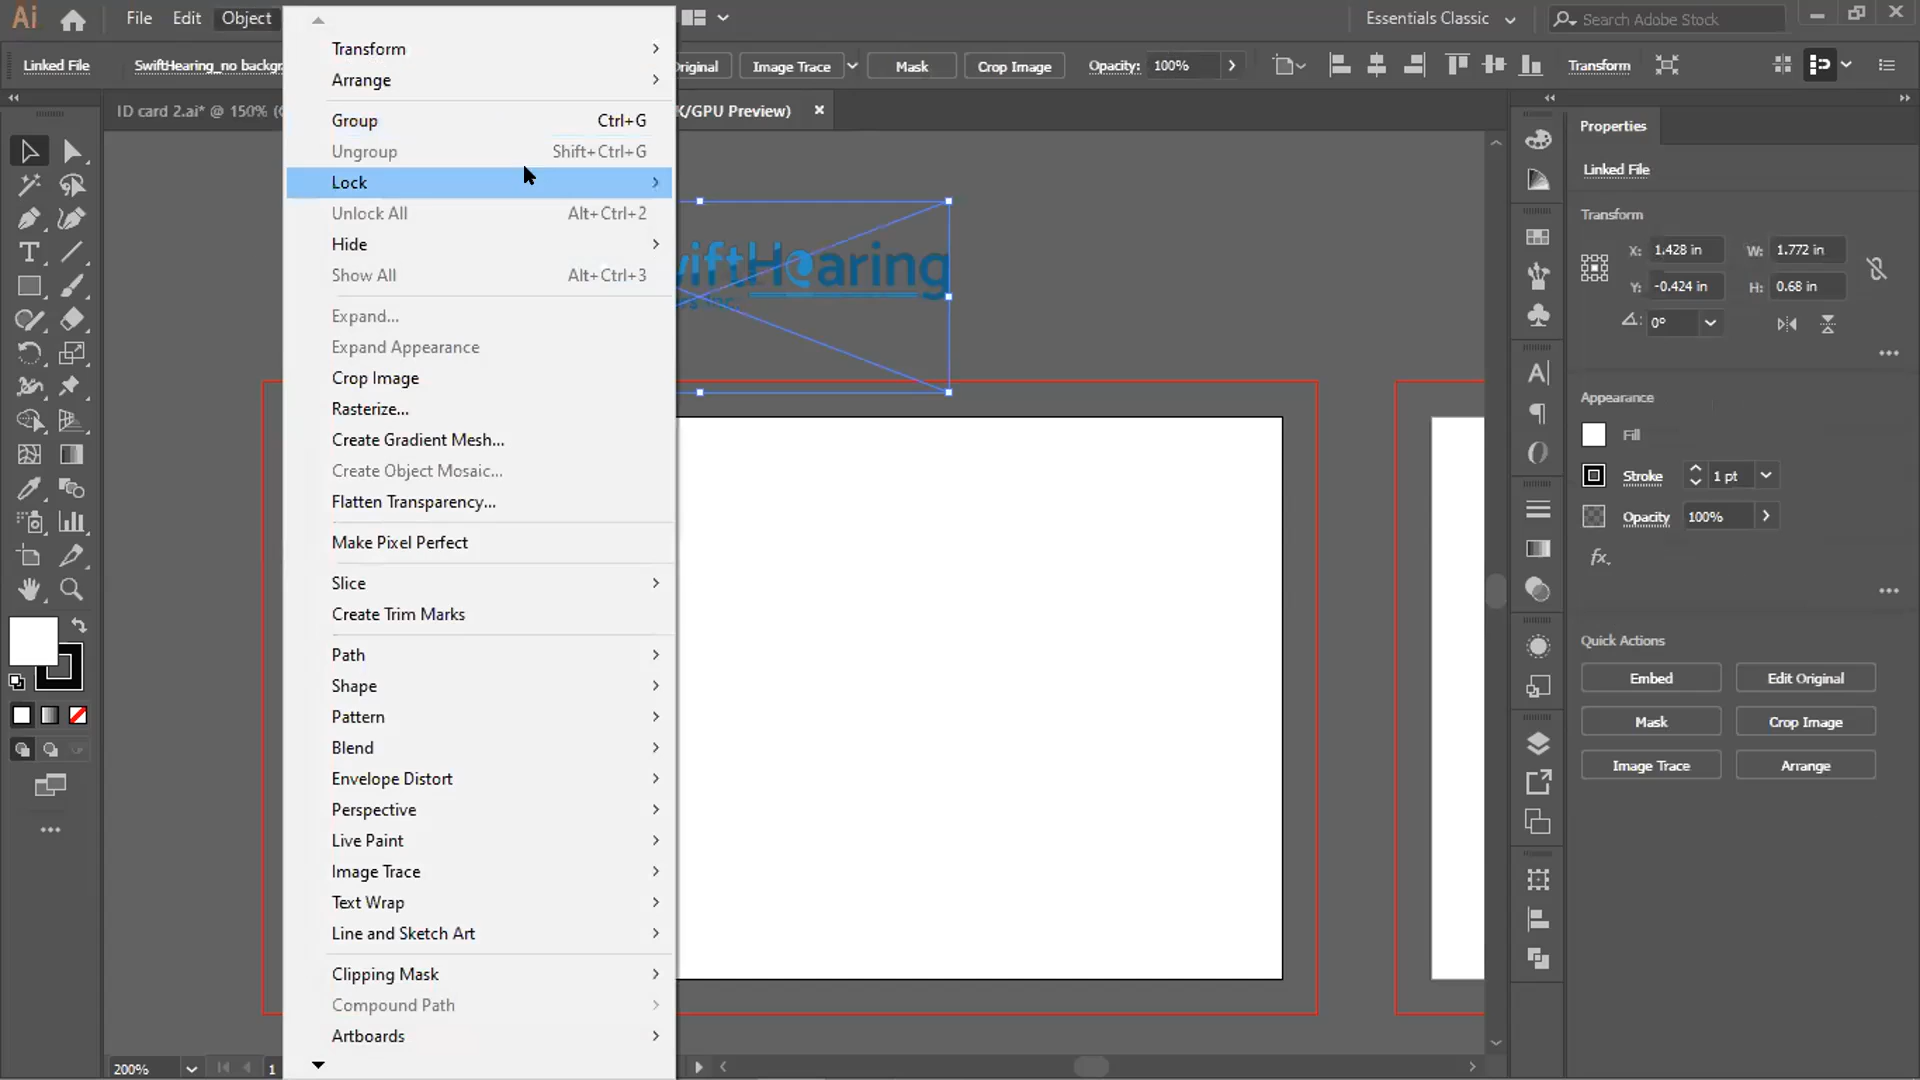 Ai File Edit Object Essentials Classic Search Adobe Stock
Linked File SwiftHearing_no backgr Original Image Trace Mask Crop Image Opacity: 100% Transform
ID card 2.ai* @ 150% ( K/GPU Preview)
Transform
Arrange
Group Ctrl+G
Ungroup Shift+Ctrl+G
Lock
Unlock All Alt+Ctrl+2
Hide
Show All Alt+Ctrl+3
Expand...
Expand Appearance
Crop Image
Rasterize...
Create Gradient Mesh...
Create Object Mosaic...
Flatten Transparency...
Make Pixel Perfect
Slice
Create Trim Marks
Path
Shape
Pattern
Blend
Envelope Distort
Perspective
Live Paint
Image Trace
Text Wrap
Line and Sketch Art
Clipping Mask
Compound Path
Artboards
wiftHearing
Inc.
Properties
Linked File
Transform
X: 1.428 in W: 1.772 in
Y: -0.424 in H: 0.68 in
0°
Appearance
Fill
Stroke 1 pt
Opacity 100%
fx.
Quick Actions
Embed Edit Original
Mask Crop Image
Image Trace Arrange
200% 1